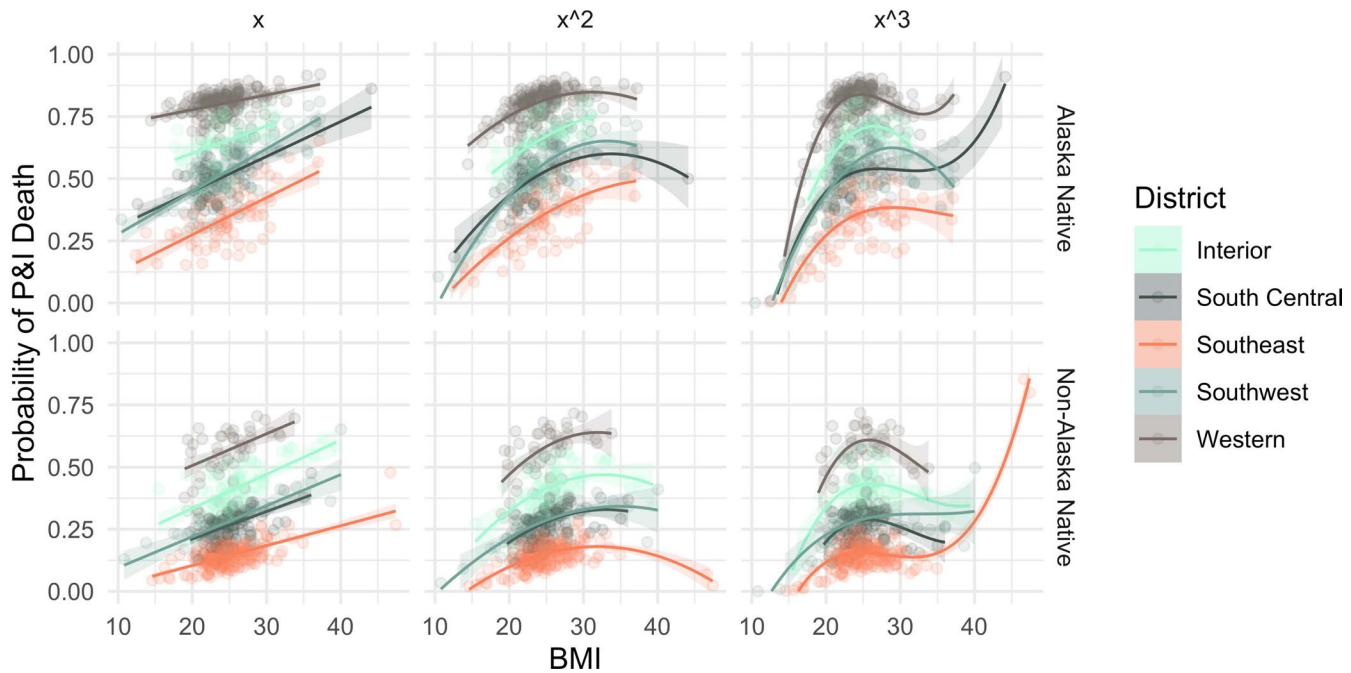 x x^2 x^3
1.00
0.75
0.50
0.25
0.00
Alaska Native
1.00
0.75
0.50
0.25
0.00
Non-Alaska Native
10 20 30 40 10 20 30 40 10 20 30 40
BMI
Probability of P&I Death
District
Interior
South Central
Southeast
Southwest
Western